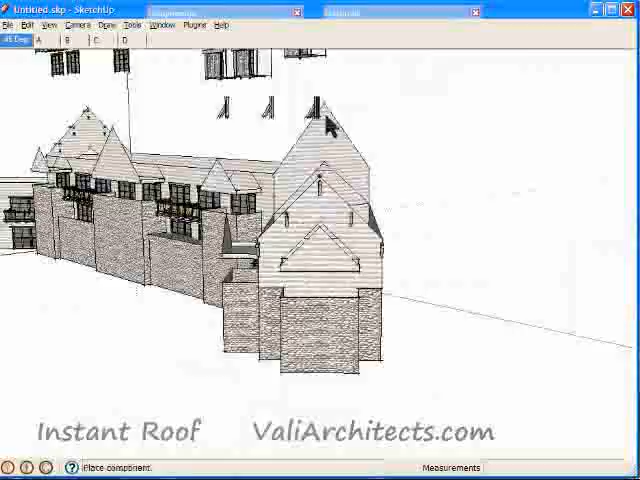 Untitled.skp - SketchUp
File Edit View Camera Draw Tools Window Plugins Help
A B C D
Instant Roof ValiArchitects.com
Place component.
Measurements